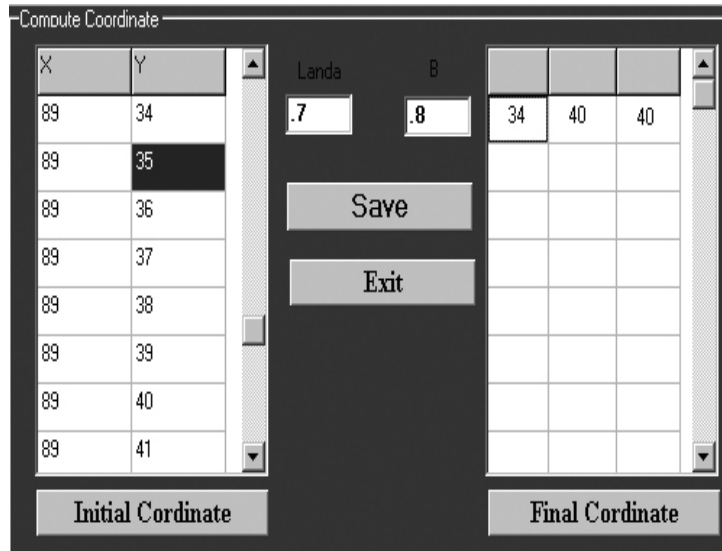 Compute Coordinate
X Y
Landa B
89 34
.7 .8
34 40 40
89 35
89 36
Save
89 37
Exit
89 38
89 39
89 40
89 41
Initial Cordinate
Final Cordinate